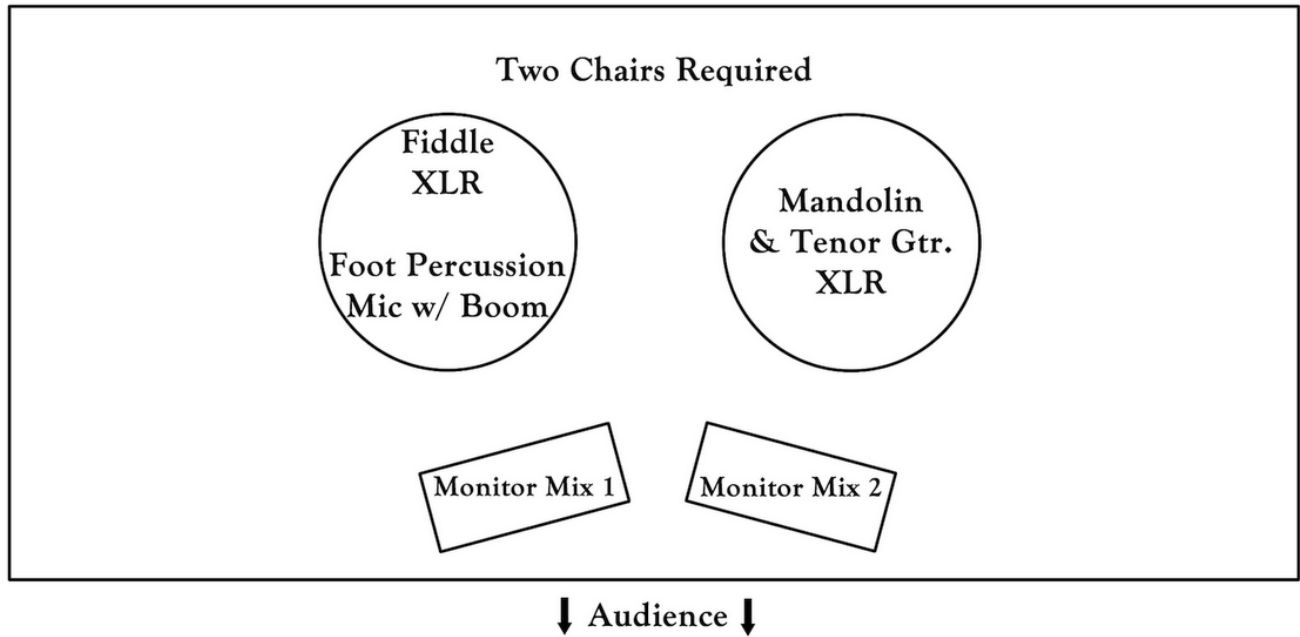 Two Chairs Required
Fiddle
XLR
Foot Percussion
Mic w/ Boom
Mandolin
& Tenor Gtr.
XLR
Monitor Mix 1
Monitor Mix 2
Audience